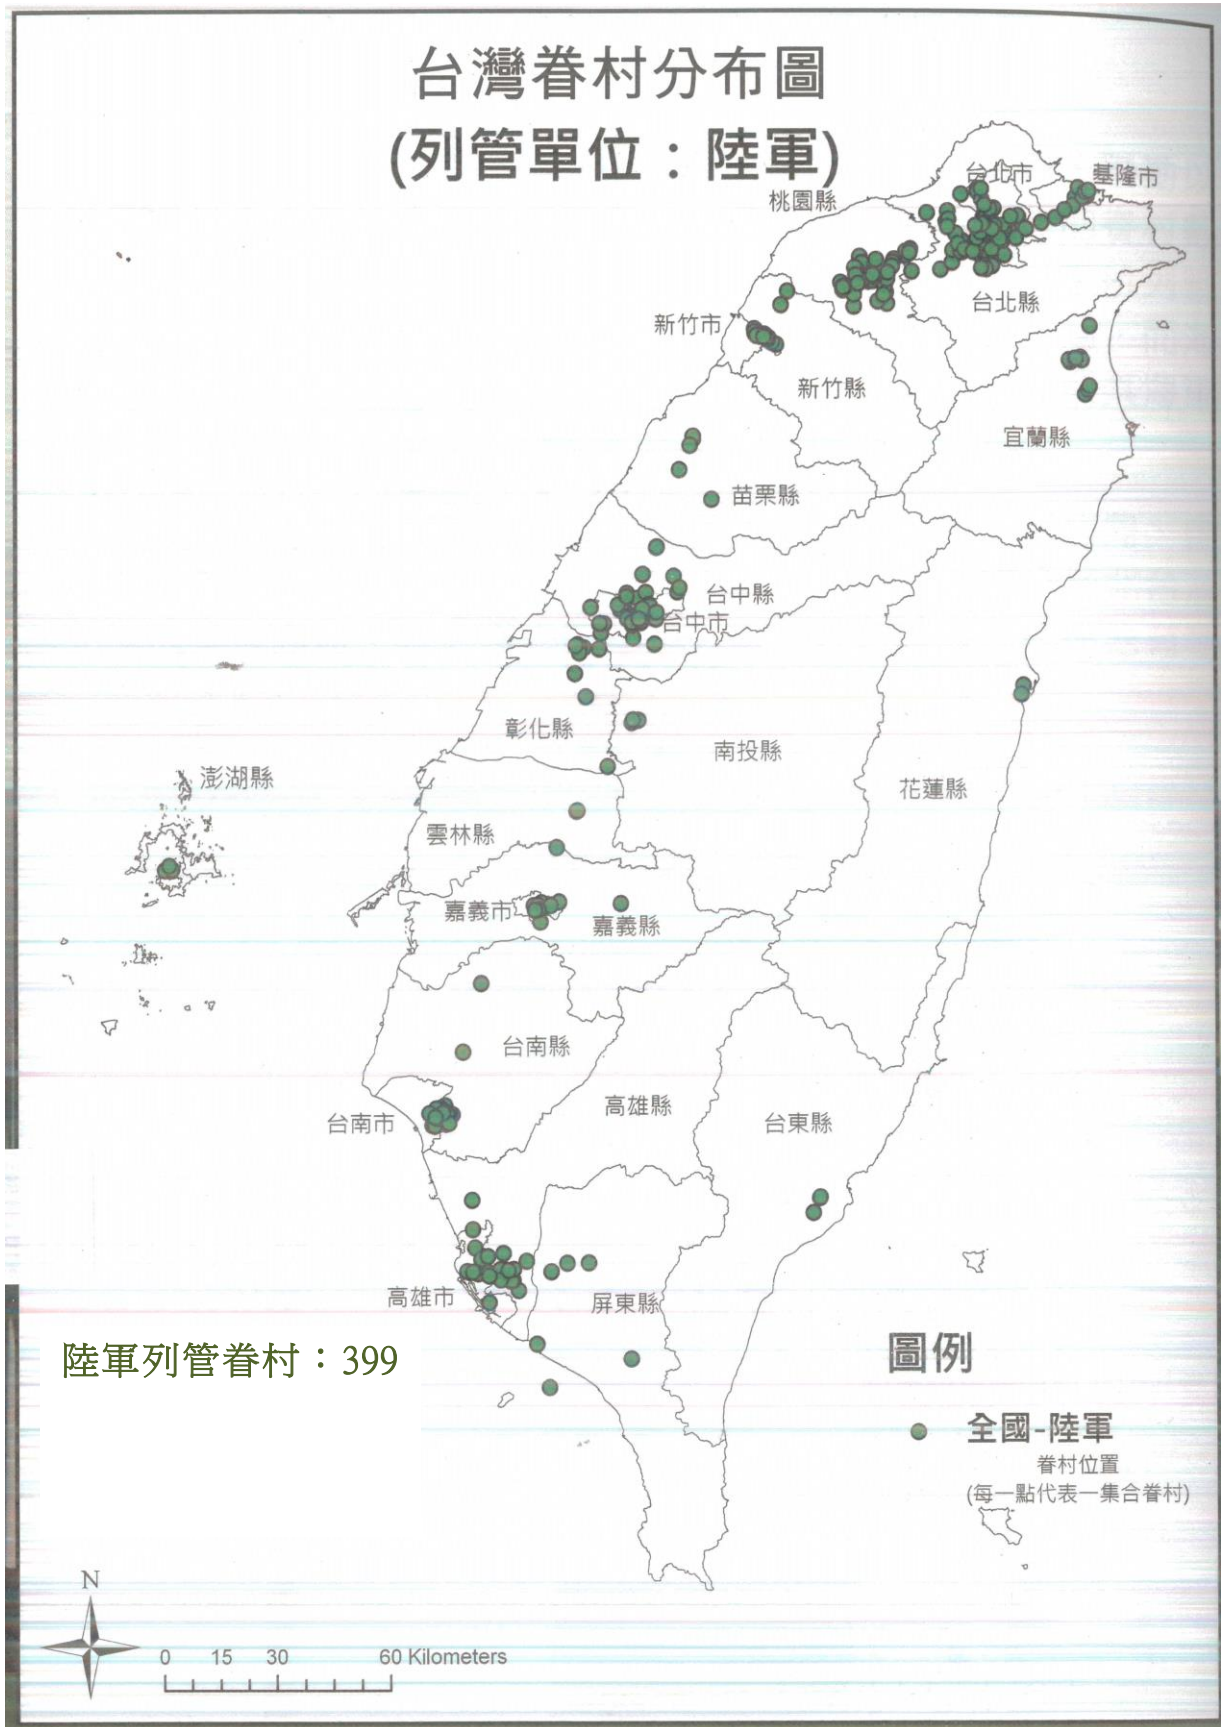 台灣眷村分布圖
(列管單位：陸軍)
台北市
基隆市
桃園縣
台北縣
新竹市
新竹縣
宜蘭縣
苗栗縣
台中縣
台中市
彰化縣
南投縣
澎湖縣
花蓮縣
雲林縣
嘉義市
嘉義縣
台南縣
高雄縣
台南市
台東縣
高雄市
屏東縣
陸軍列管眷村：399
圖例
全國-陸軍
眷村位置
(每一點代表一集合眷村)
N
0 15 30 60 Kilometers